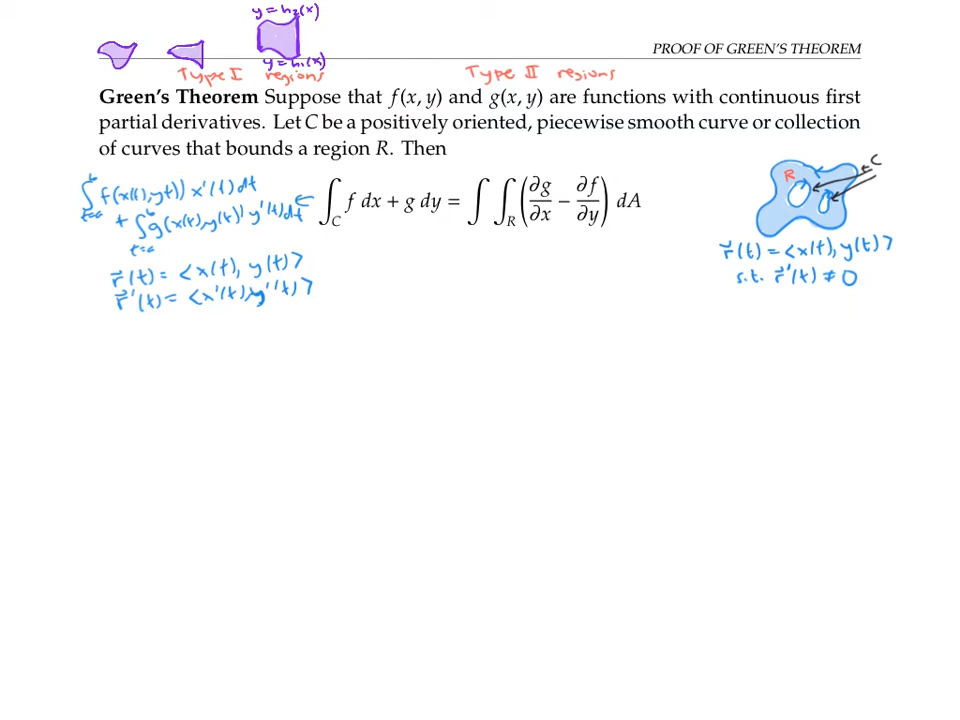 y = h₂(x)
y = h₁(x)
PROOF OF GREEN'S THEOREM
Type I regions
Type II regions
Green's Theorem Suppose that f(x, y) and g(x, y) are functions with continuous first
partial derivatives. Let C be a positively oriented, piecewise smooth curve or collection
of curves that bounds a region R. Then
∫_{t=a}^{b} f(x(t), y(t)) x'(t) dt
+ ∫_{t=a}^{b} g(x(t), y(t)) y'(t) dt
∫_C f dx + g dy = ∫∫_R (∂g/∂x − ∂f/∂y) dA
r⃗(t) = <x(t), y(t)>
r⃗'(t) = <x'(t), y'(t)>
R
C
r⃗(t) = <x(t), y(t)>
s.t. r⃗'(t) ≠ 0